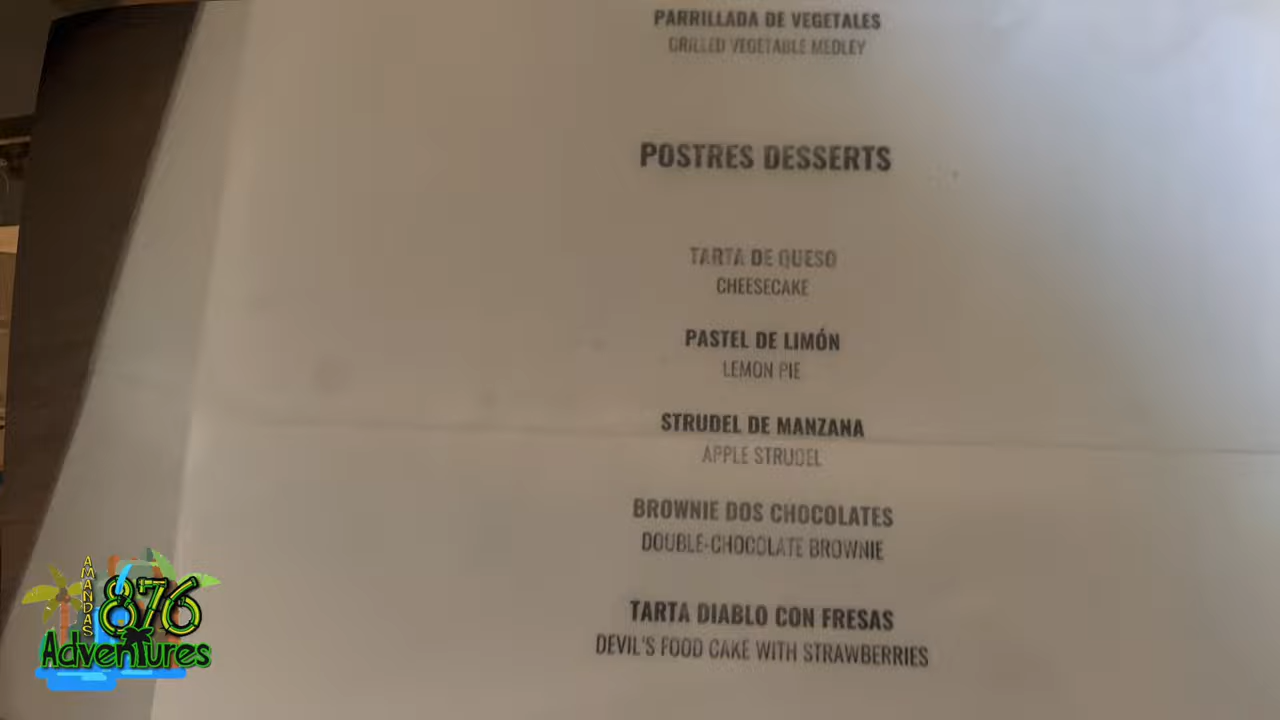 PARRILLADA DE VEGETALES
GRILLED VEGETABLE MEDLEY
POSTRES DESSERTS
TARTA DE QUESO
CHEESECAKE
PASTEL DE LIMÓN
LEMON PIE
STRUDEL DE MANZANA
APPLE STRUDEL
BROWNIE DOS CHOCOLATES
DOUBLE-CHOCOLATE BROWNIE
TARTA DIABLO CON FRESAS
DEVIL'S FOOD CAKE WITH STRAWBERRIES
AMANDAS
876
Adventures